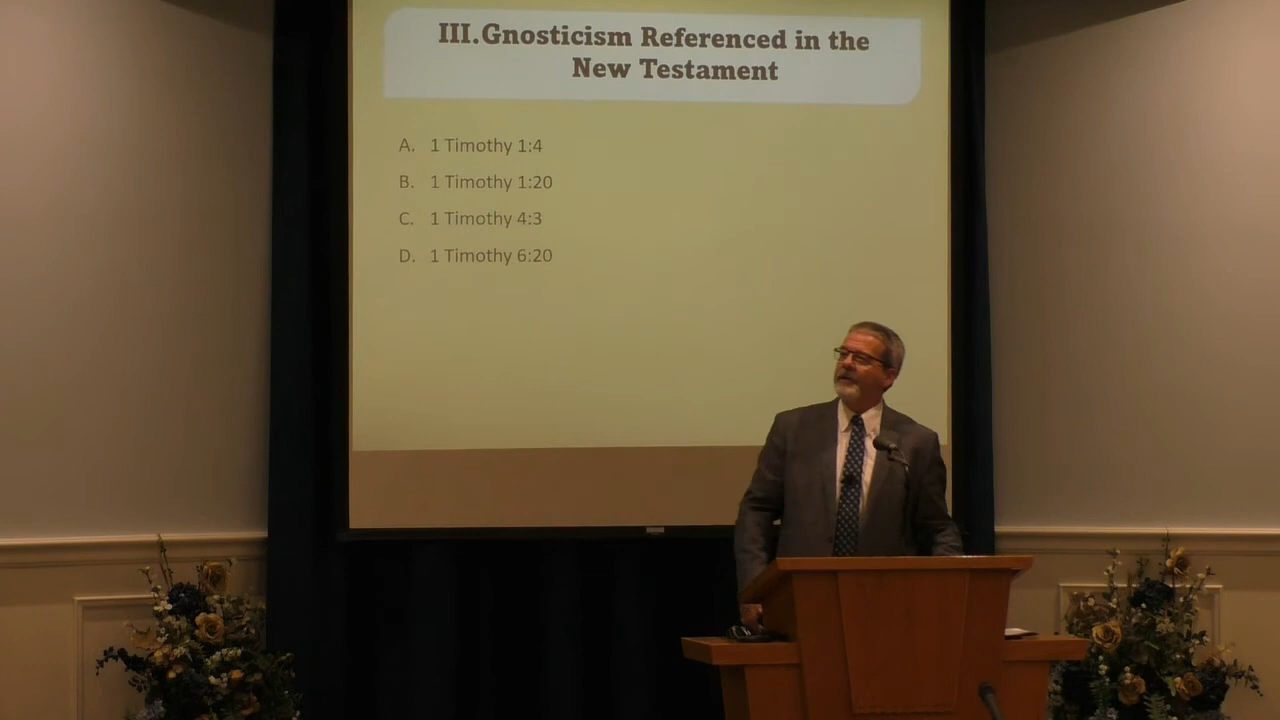 III. Gnosticism Referenced in the
New Testament
A. 1 Timothy 1:4
B. 1 Timothy 1:20
C. 1 Timothy 4:3
D. 1 Timothy 6:20